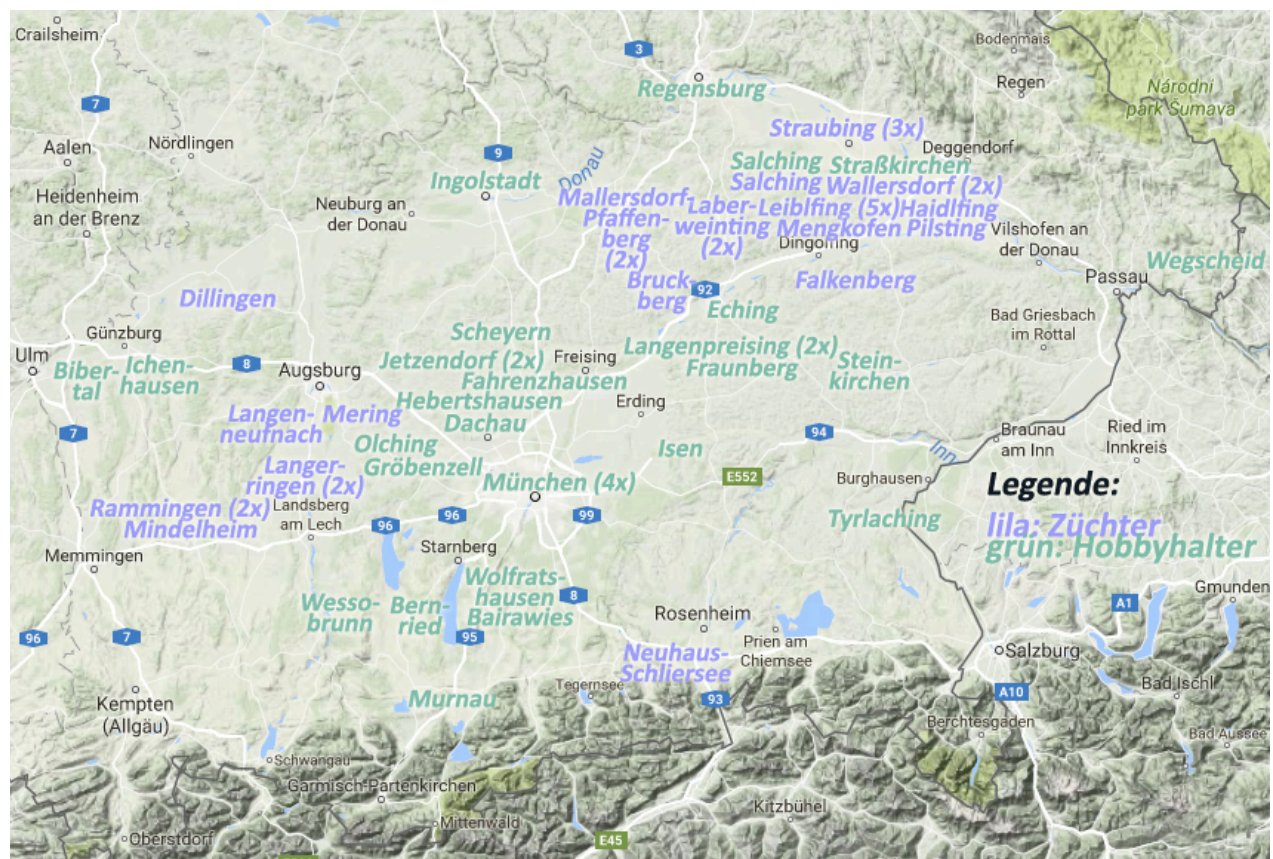 Crailsheim
3
Bodenmais
Regen
Regensburg
Národní
park Šumava
7
Straubing (3x)
Aalen
Nördlingen
9
Donau
Deggendorf
Salching
Straßkirchen
Ingolstadt
Salching
Wallersdorf (2x)
Heidenheim
an der Brenz
Neuburg an
der Donau
Mallersdorf-
Pfaffen-
berg
(2x)
Laber-
weinting
(2x)
Leiblfing (5x)
Haidlfing
Mengkofen
Pilsting
Dingolfing
Vilshofen an
der Donau
Wegscheid
Passau
Bruck
berg
92
Falkenberg
Dillingen
Eching
Bad Griesbach
im Rottal
Günzburg
Scheyern
Ulm
Biber-
tal
Ichen-
hausen
8
Augsburg
Jetzendorf (2x)
Freising
Langenpreising (2x)
Fraunberg
Stein-
kirchen
Fahrenzhausen
Hebertshausen
Erding
Langen-
neufnach
Mering
Dachau
7
Olching
Gröbenzell
Isen
94
Inn
Braunau
am Inn
Ried im
Innkreis
Langer-
ringen (2x)
München (4x)
E552
Burghausen
Legende:
lila: Züchter
grün: Hobbyhalter
Rammingen (2x)
Mindelheim
Landsberg
am Lech
96
96
99
Tyrlaching
Memmingen
Starnberg
Wolfrats-
hausen
Bairawies
8
Wesso-
brunn
Bern-
ried
95
Rosenheim
Prien am
Chiemsee
A1
Gmunden
96
7
Neuhaus-
Schliersee
Salzburg
Tegernsee
93
A10
Bad Ischl
Kempten
(Allgäu)
Murnau
Berchtesgaden
Bad Aussee
Schwangau
Garmisch-Partenkirchen
Kitzbühel
Mittenwald
Oberstdorf
E45